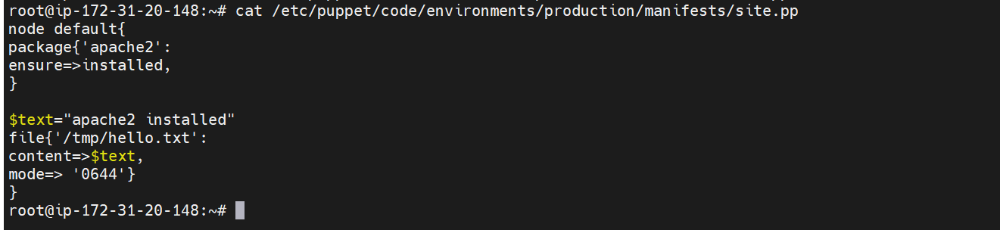 root@ip-172-31-20-148:~# cat /etc/puppet/code/environments/production/manifests/site.pp
node default{
package{'apache2':
ensure=>installed,
}
$text="apache2 installed"
file{'/tmp/hello.txt':
content=>$text,
mode=> '0644'}
}
root@ip-172-31-20-148:~#